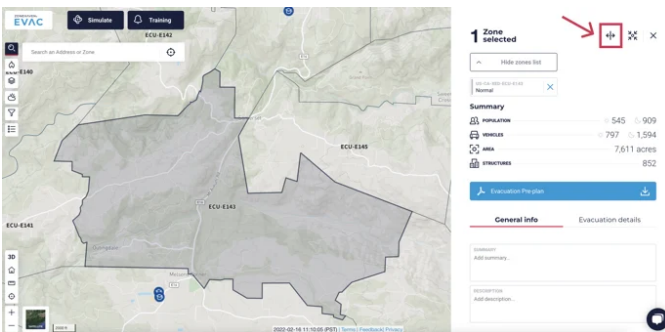 EVAC
Simulate
Training
ECU-E142
Search an Address or Zone
E140
ECU-E145
ECU-E143
ECU-E141
3D
2022-02-16 11:10:05 (PST) | Terms | Feedback | Privacy
1 Zone selected
Hide zones list
Normal
Summary
POPULATION 545 909
VEHICLES 797 1,594
AREA 7,611 acres
STRUCTURES 852
Evacuation Pre-plan
General info Evacuation details
SUMMARY
Add summary..
DESCRIPTION
Add description ..